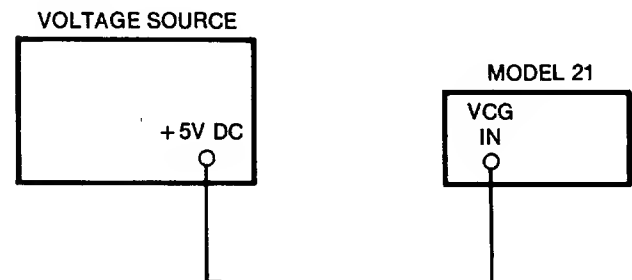 VOLTAGE SOURCE
+5V DC
MODEL 21
VCG
IN